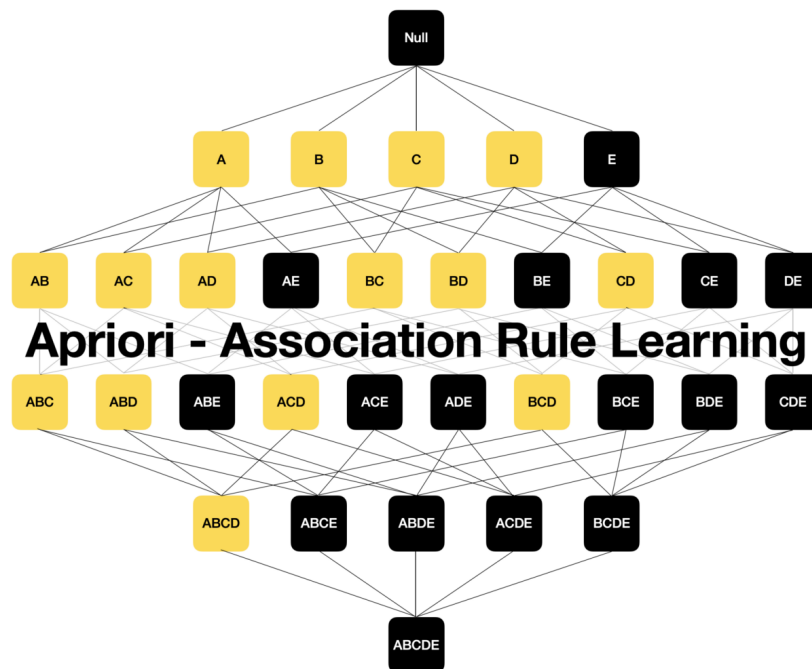 Null
A B C D E
AB AC AD AE BC BD BE CD CE DE
Apriori - Association Rule Learning
ABC ABD ABE ACD ACE ADE BCD BCE BDE CDE
ABCD ABCE ABDE ACDE BCDE
ABCDE